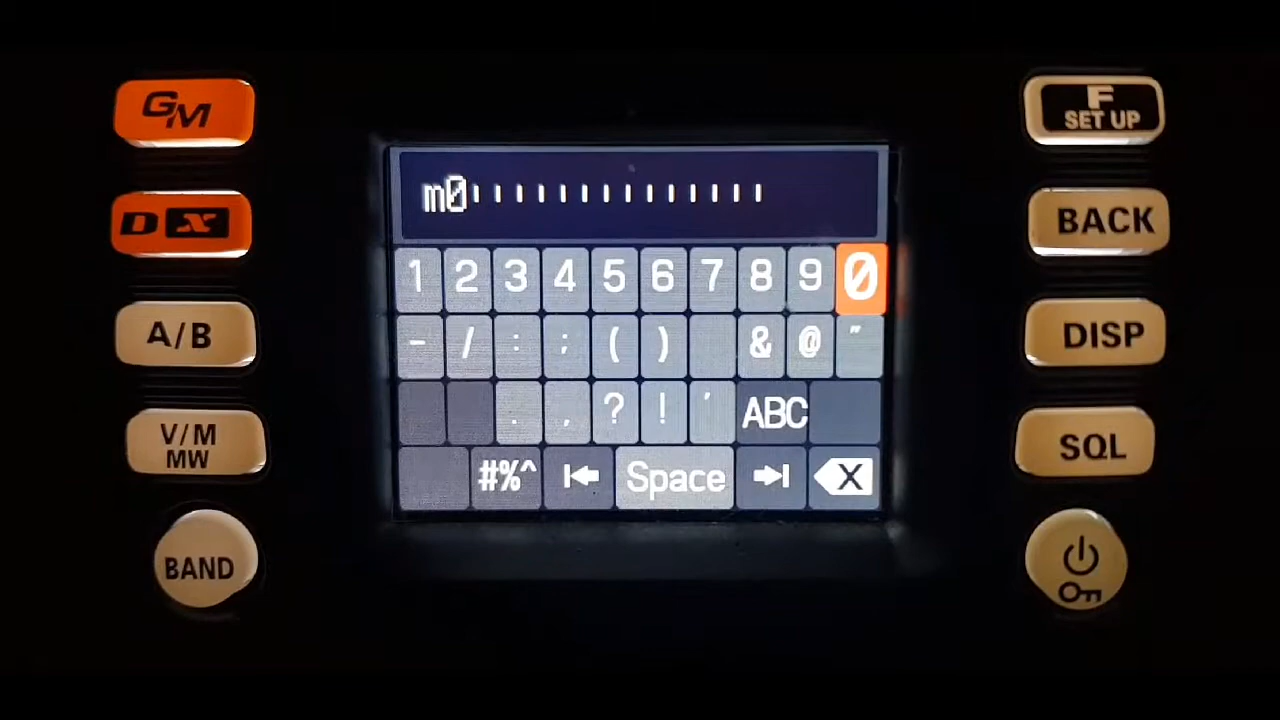 GM
DX
A/B
V/M
MW
BAND
m0
1 2 3 4 5 6 7 8 9 0
- / : ; ( ) & @ "
. , ? ! ' ABC
#%^ Space X
F
SET UP
BACK
DISP
SQL